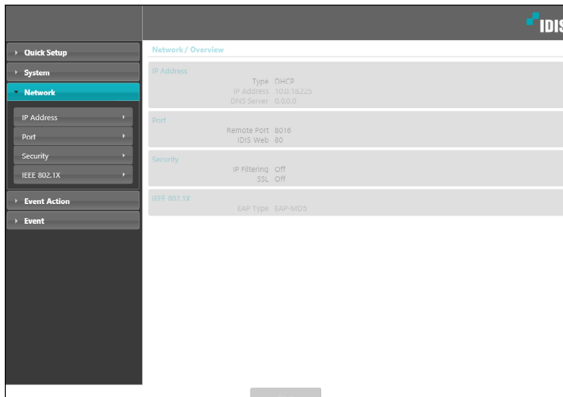 IDIS
Quick Setup
System
Network
IP Address
Port
Security
IEEE 802.1X
Event Action
Event
Network / Overview
IP Address
Type DHCP
IP Address
DNS Server 0.0.0.0
Port
Remote Port 8016
IDIS Web 80
Security
IP Filtering Off
SSL Off
IEEE 802.1X
EAP Type EAP-MD5